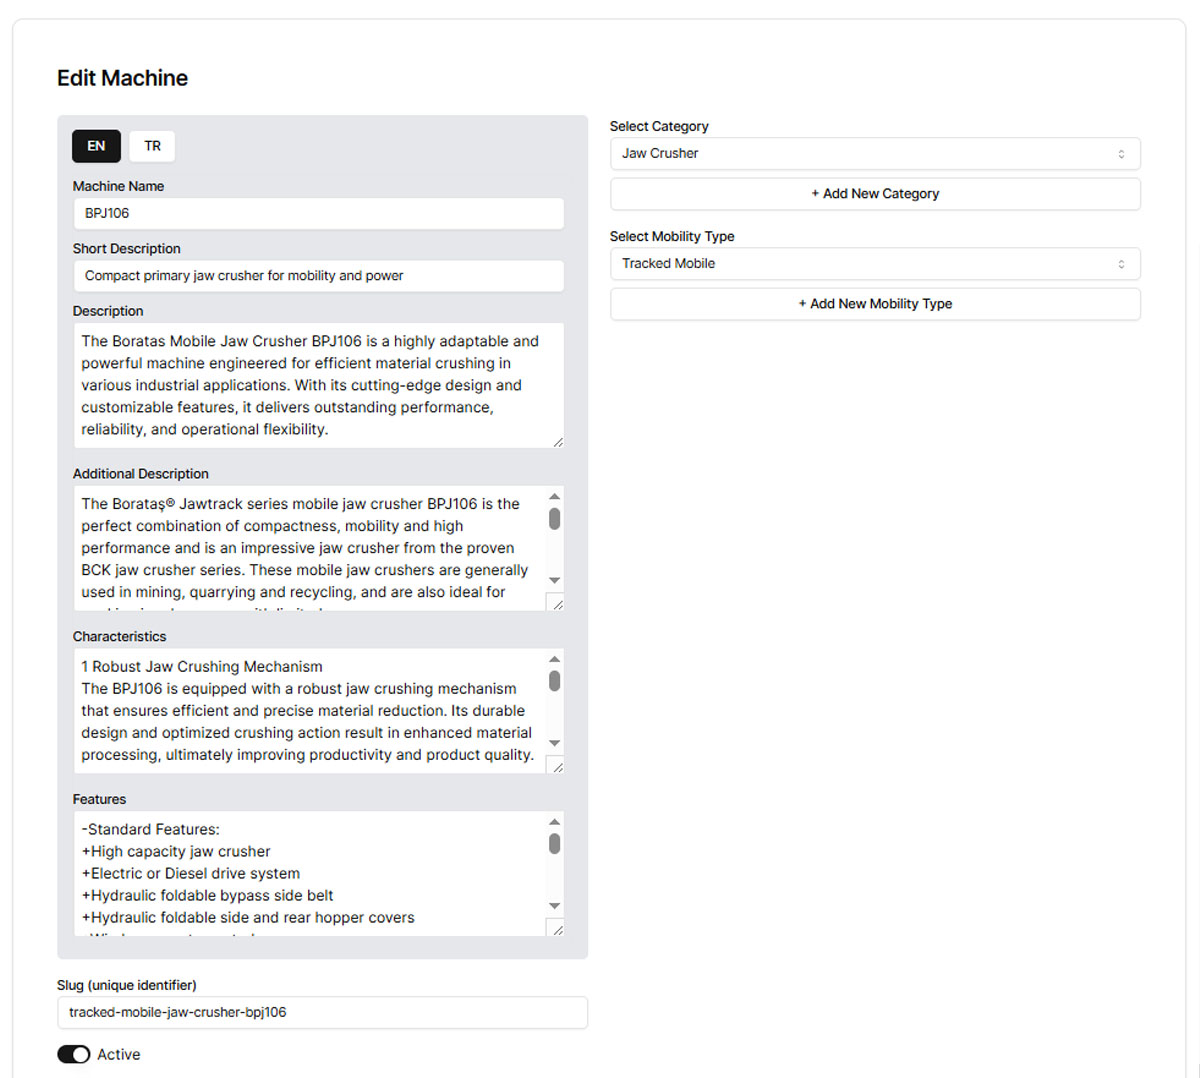 Edit Machine
EN
TR
Machine Name
BPJ106
Short Description
Compact primary jaw crusher for mobility and power
Description
The Boratas Mobile Jaw Crusher BPJ106 is a highly adaptable and
powerful machine engineered for efficient material crushing in
various industrial applications. With its cutting-edge design and
customizable features, it delivers outstanding performance,
reliability, and operational flexibility.
Additional Description
The Borataş® Jawtrack series mobile jaw crusher BPJ106 is the
perfect combination of compactness, mobility and high
performance and is an impressive jaw crusher from the proven
BCK jaw crusher series. These mobile jaw crushers are generally
used in mining, quarrying and recycling, and are also ideal for
Characteristics
1 Robust Jaw Crushing Mechanism
The BPJ106 is equipped with a robust jaw crushing mechanism
that ensures efficient and precise material reduction. Its durable
design and optimized crushing action result in enhanced material
processing, ultimately improving productivity and product quality.
Features
-Standard Features:
+High capacity jaw crusher
+Electric or Diesel drive system
+Hydraulic foldable bypass side belt
+Hydraulic foldable side and rear hopper covers
Slug (unique identifier)
tracked-mobile-jaw-crusher-bpj106
Active
Select Category
Jaw Crusher
+ Add New Category
Select Mobility Type
Tracked Mobile
+ Add New Mobility Type